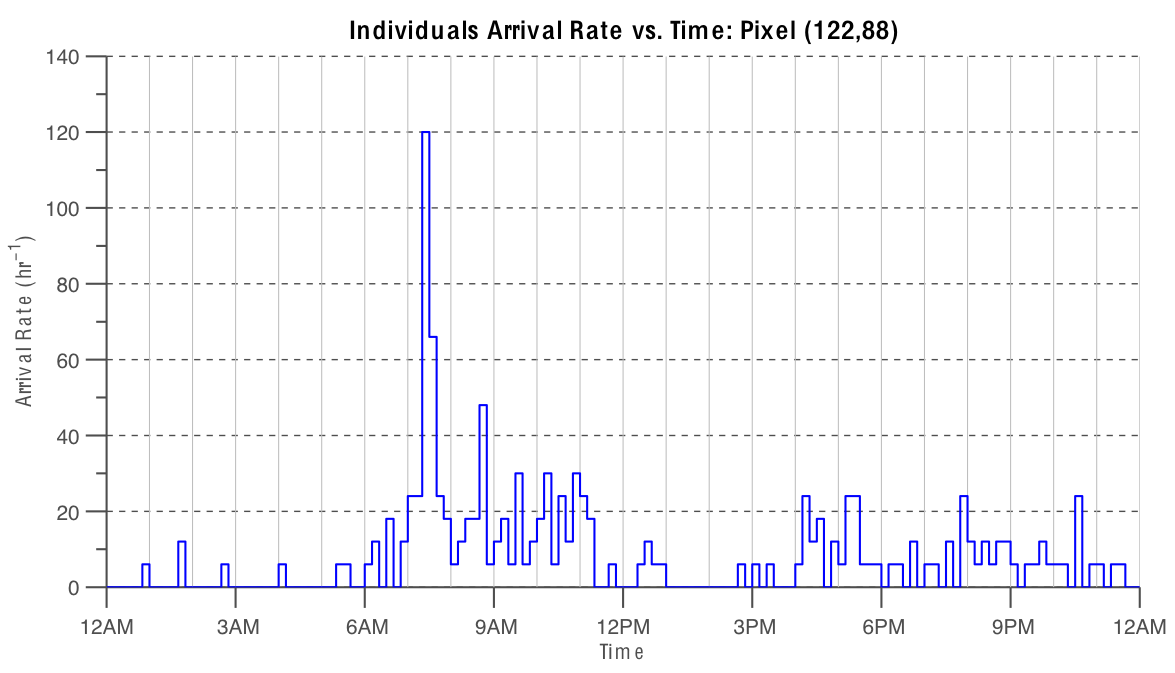 Individuals Arrival Rate vs. Time: Pixel (122,88)
140
120
100
80
60
40
20
0
Arrival Rate (hr⁻¹)
12AM 3AM 6AM 9AM 12PM 3PM 6PM 9PM 12AM
Time